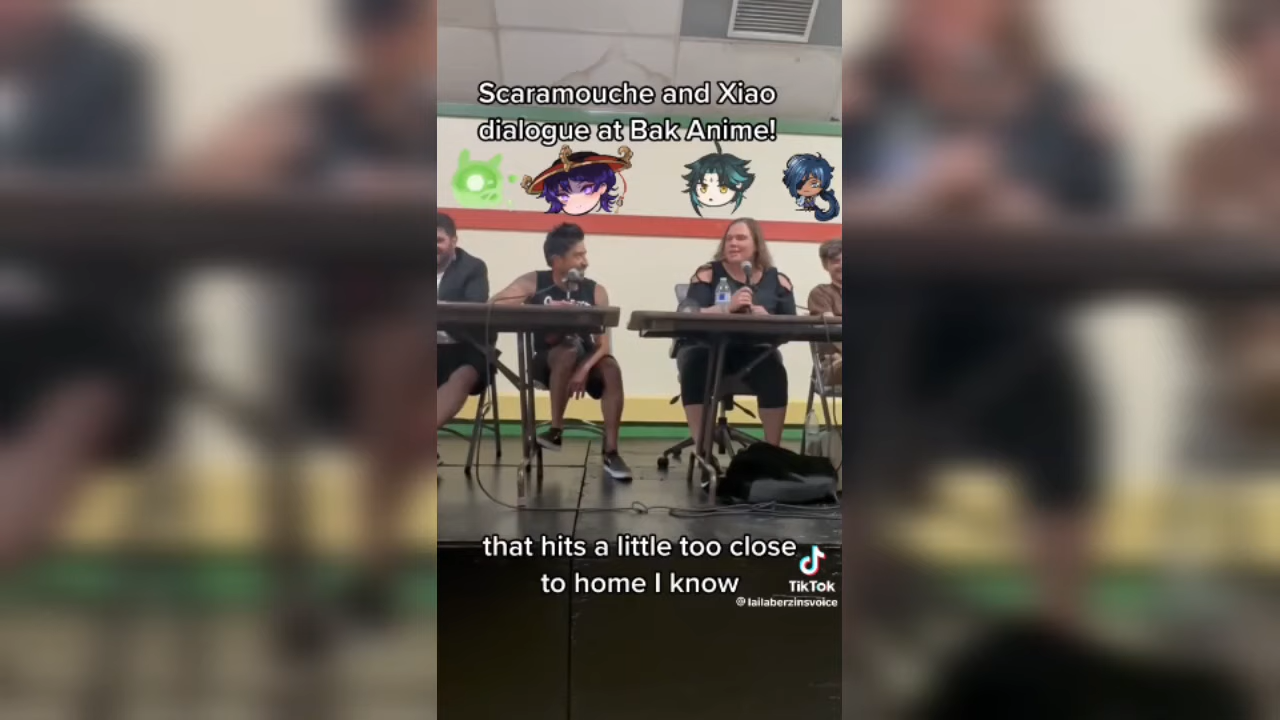 Scaramouche and Xiao
dialogue at Bak Anime!
that hits a little too close
to home I know
TikTok
@lailaberzinsvoice